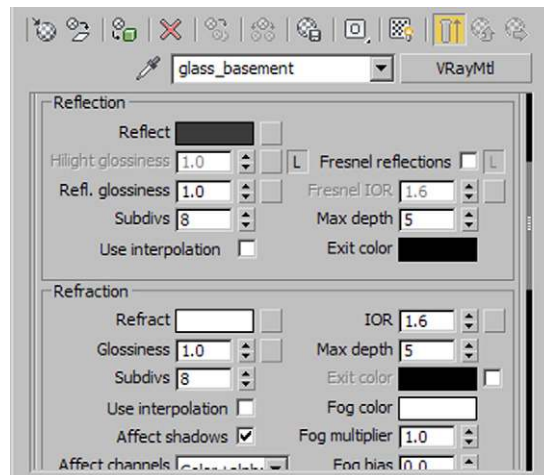 glass_basement VRayMtl
Reflection
Reflect
Hilight glossiness 1.0 L Fresnel reflections L
Refl. glossiness 1.0 Fresnel IOR 1.6
Subdivs 8 Max depth 5
Use interpolation Exit color
Refraction
Refract IOR 1.6
Glossiness 1.0 Max depth 5
Subdivs 8 Exit color
Use interpolation Fog color
Affect shadows Fog multiplier 1.0
Affect channels Color+alpha Fog bias 0.0